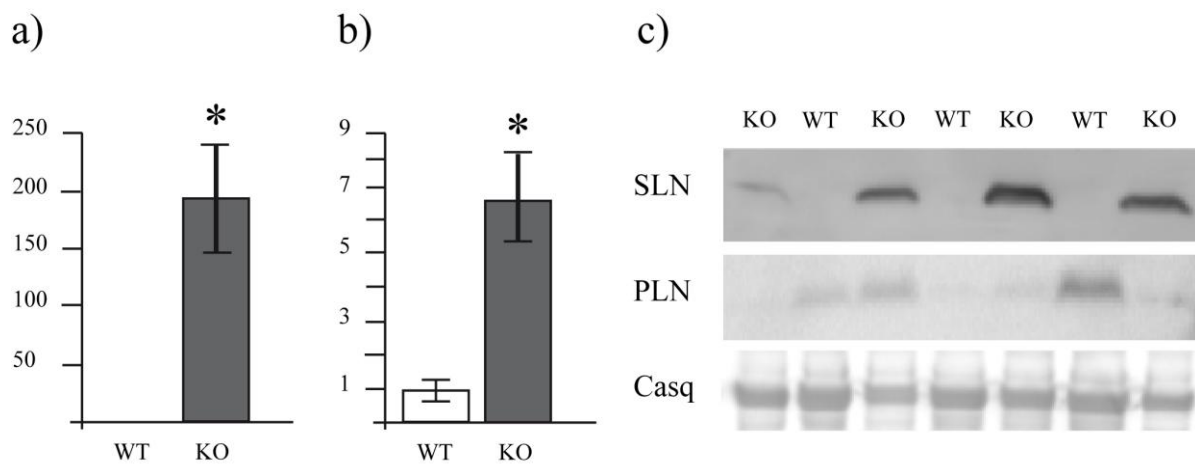 a)
250
200
150
100
50
*
WT KO
b)
9
7
5
3
1
*
WT KO
c)
KO WT KO WT KO WT KO
SLN
PLN
Casq